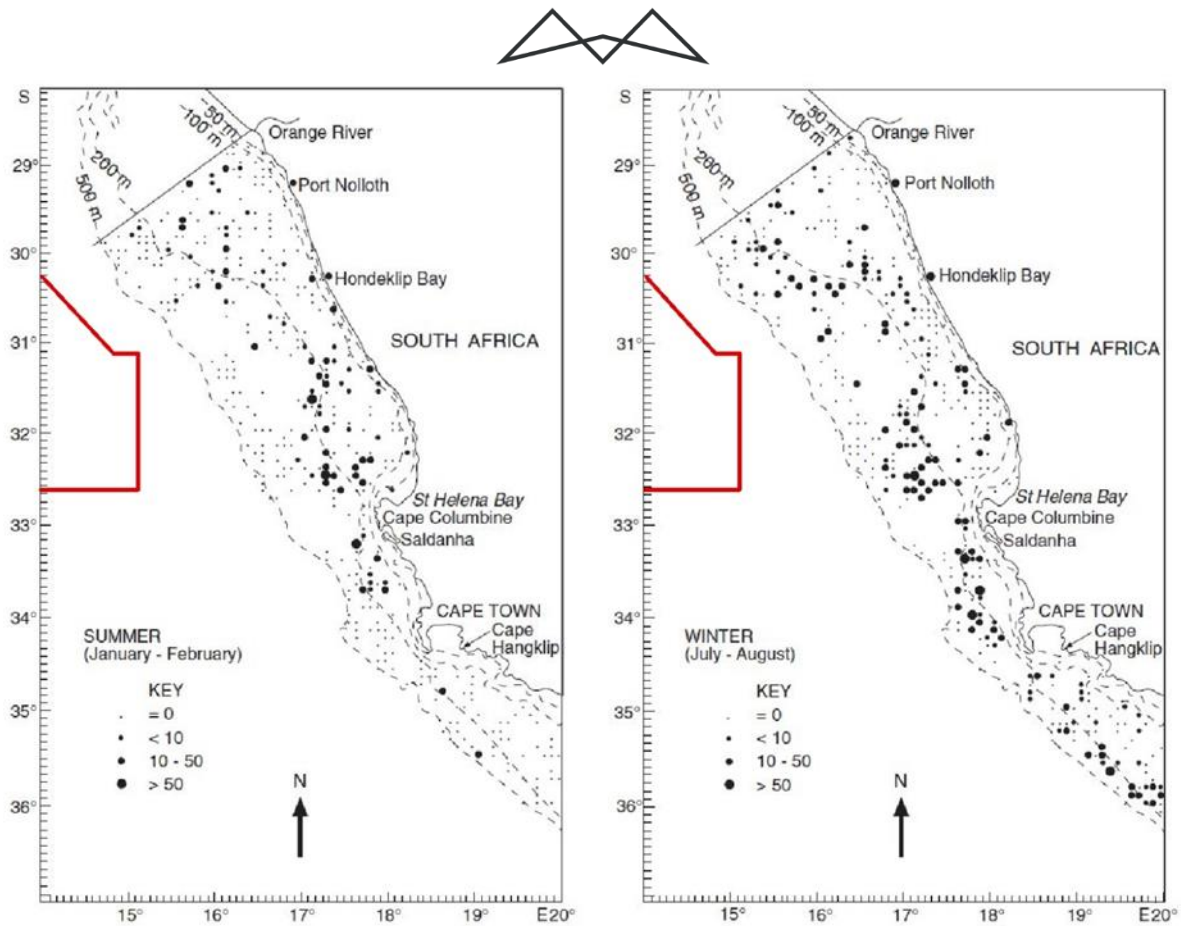 S
50 m
100 m
200 m
500 m
Orange River
29°
Port Nolloth
30°
Hondeklip Bay
31°
SOUTH AFRICA
32°
St Helena Bay
33°
Cape Columbine
Saldanha
34°
CAPE TOWN
SUMMER
(January - February)
Cape
Hangklip
KEY
= 0
< 10
10 - 50
> 50
35°
N
36°
15° 16° 17° 18° 19° E20°
S
50 m
100 m
200 m
500 m
Orange River
29°
Port Nolloth
30°
Hondeklip Bay
31°
SOUTH AFRICA
32°
St Helena Bay
33°
Cape Columbine
Saldanha
34°
CAPE TOWN
WINTER
(July - August)
Cape
Hangklip
KEY
= 0
< 10
10 - 50
> 50
35°
N
36°
15° 16° 17° 18° 19° E20°